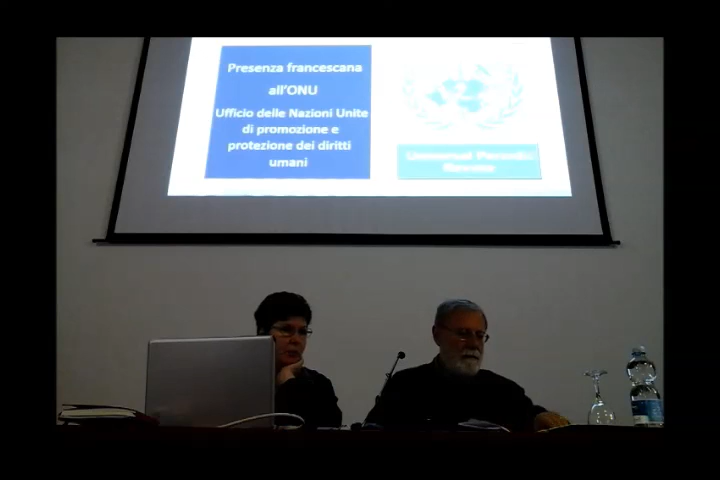 Presenza francescana
all'ONU
Ufficio delle Nazioni Unite
di promozione e
protezione dei diritti
umani
Universal Periodic
Review